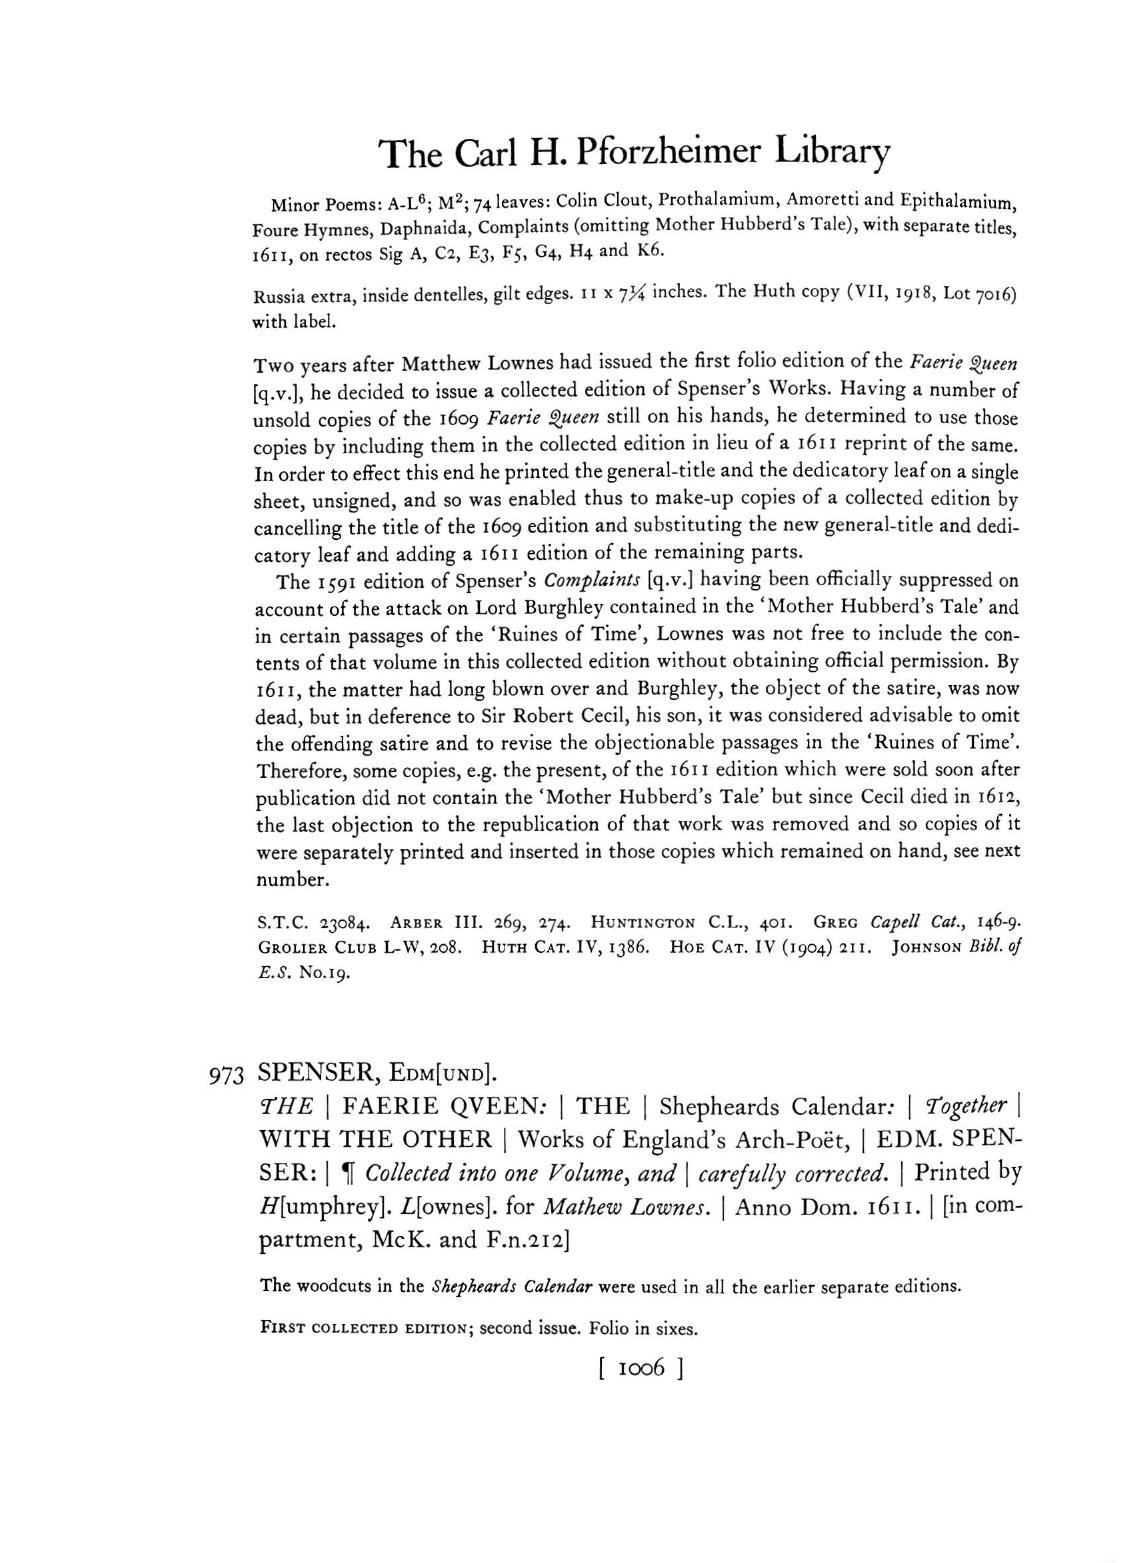 The Carl H. Pforzheimer Library
Minor Poems: A-L⁶; M²; 74 leaves: Colin Clout, Prothalamium, Amoretti and Epithalamium,
Foure Hymnes, Daphnaida, Complaints (omitting Mother Hubberd's Tale), with separate titles,
1611, on rectos Sig A, C2, E3, F5, G4, H4 and K6.
Russia extra, inside dentelles, gilt edges. 11 x 7¼ inches. The Huth copy (VII, 1918, Lot 7016)
with label.
Two years after Matthew Lownes had issued the first folio edition of the Faerie Queen
[q.v.], he decided to issue a collected edition of Spenser's Works. Having a number of
unsold copies of the 1609 Faerie Queen still on his hands, he determined to use those
copies by including them in the collected edition in lieu of a 1611 reprint of the same.
In order to effect this end he printed the general-title and the dedicatory leaf on a single
sheet, unsigned, and so was enabled thus to make-up copies of a collected edition by
cancelling the title of the 1609 edition and substituting the new general-title and dedi-
catory leaf and adding a 1611 edition of the remaining parts.
The 1591 edition of Spenser's Complaints [q.v.] having been officially suppressed on
account of the attack on Lord Burghley contained in the 'Mother Hubberd's Tale' and
in certain passages of the 'Ruines of Time', Lownes was not free to include the con-
tents of that volume in this collected edition without obtaining official permission. By
1611, the matter had long blown over and Burghley, the object of the satire, was now
dead, but in deference to Sir Robert Cecil, his son, it was considered advisable to omit
the offending satire and to revise the objectionable passages in the 'Ruines of Time'.
Therefore, some copies, e.g. the present, of the 1611 edition which were sold soon after
publication did not contain the 'Mother Hubberd's Tale' but since Cecil died in 1612,
the last objection to the republication of that work was removed and so copies of it
were separately printed and inserted in those copies which remained on hand, see next
number.
S.T.C. 23084. ARBER III. 269, 274. HUNTINGTON C.L., 401. GREG Capell Cat., 146-9.
GROLIER CLUB L-W, 208. HUTH CAT. IV, 1386. HOE CAT. IV (1904) 211. JOHNSON Bibl. of
E.S. No.19.
973 SPENSER, EDM[UND].
THE | FAERIE QVEEN: | THE | Shepheards Calendar: | Together |
WITH THE OTHER | Works of England's Arch-Poët, | EDM. SPEN-
SER: | ¶ Collected into one Volume, and | carefully corrected. | Printed by
H[umphrey]. L[ownes]. for Mathew Lownes. | Anno Dom. 1611. | [in com-
partment, McK. and F.n.212]
The woodcuts in the Shepheards Calendar were used in all the earlier separate editions.
FIRST COLLECTED EDITION; second issue. Folio in sixes.
[ 1006 ]